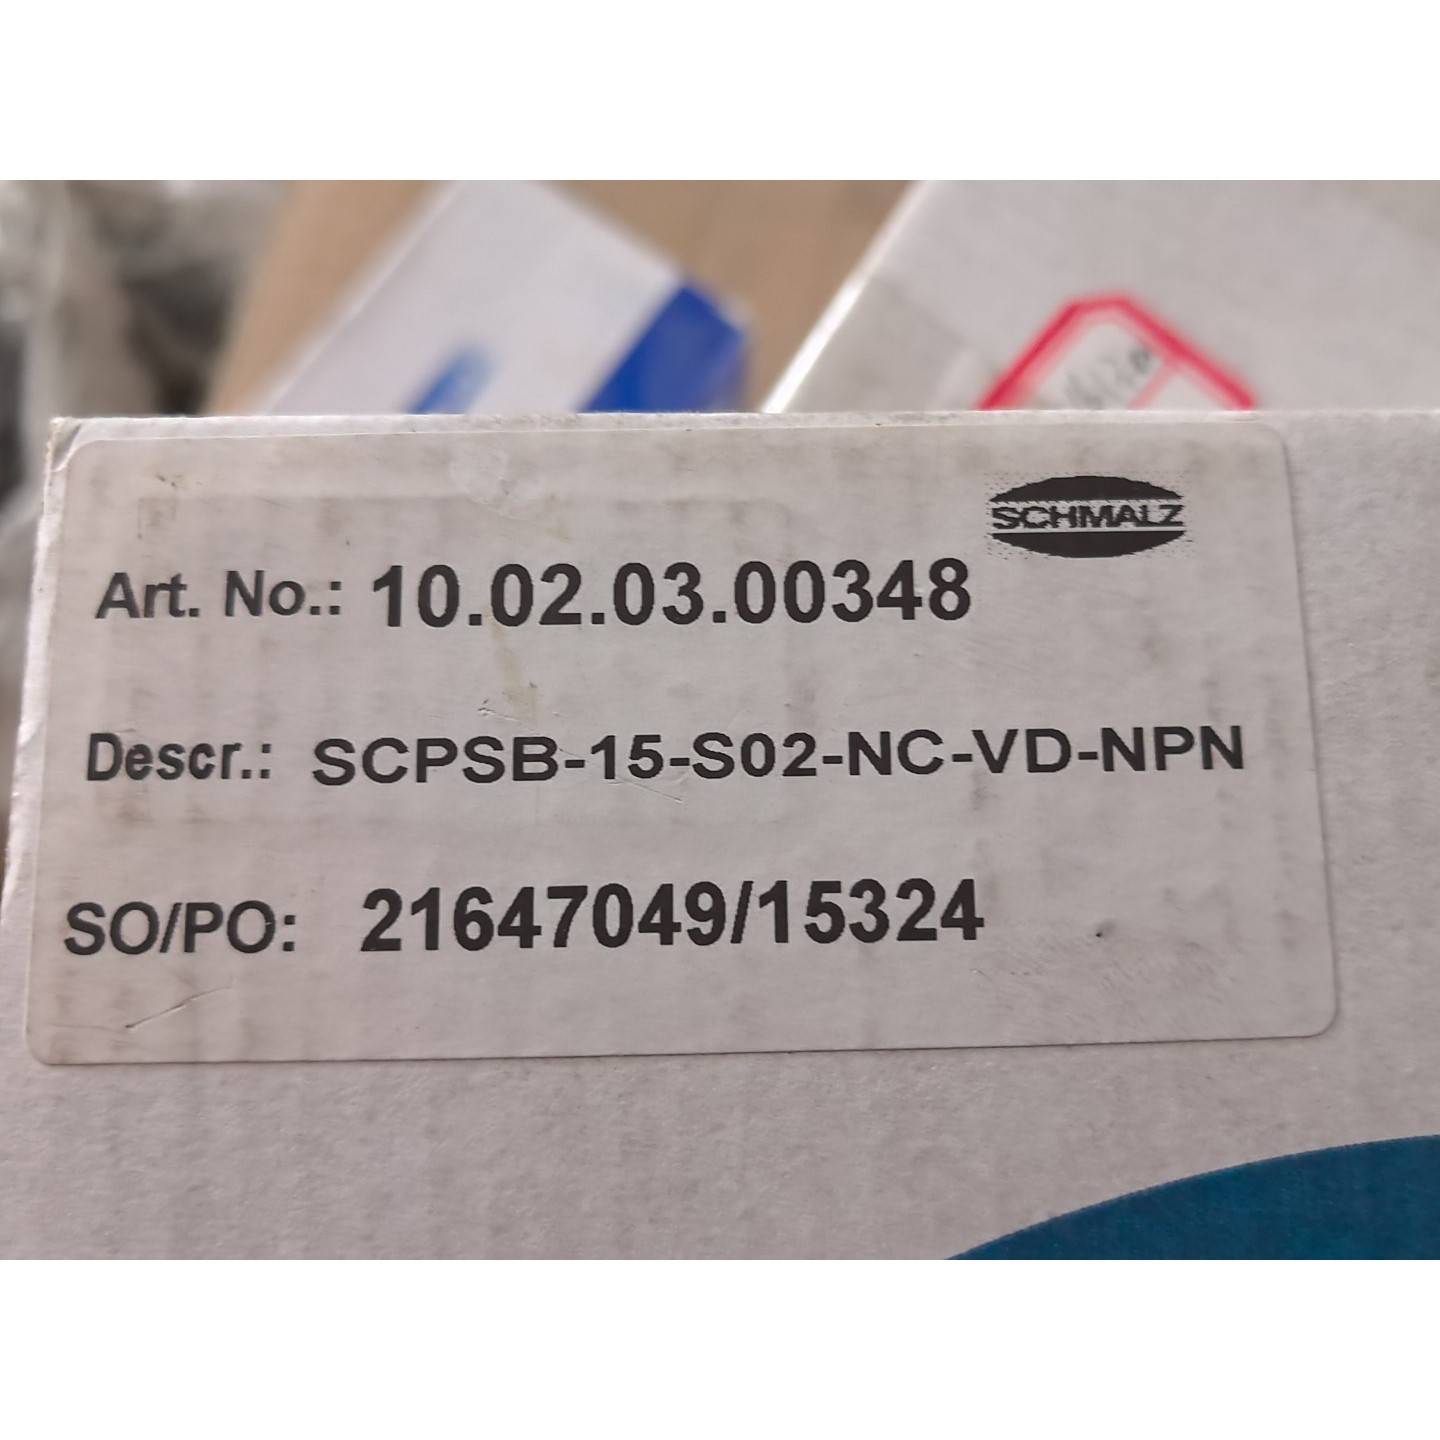 SCHMALZ
Art. No.: 10.02.03.00348
Descr.: SCPSB-15-S02-NC-VD-NPN
SO/PO: 21647049/15324